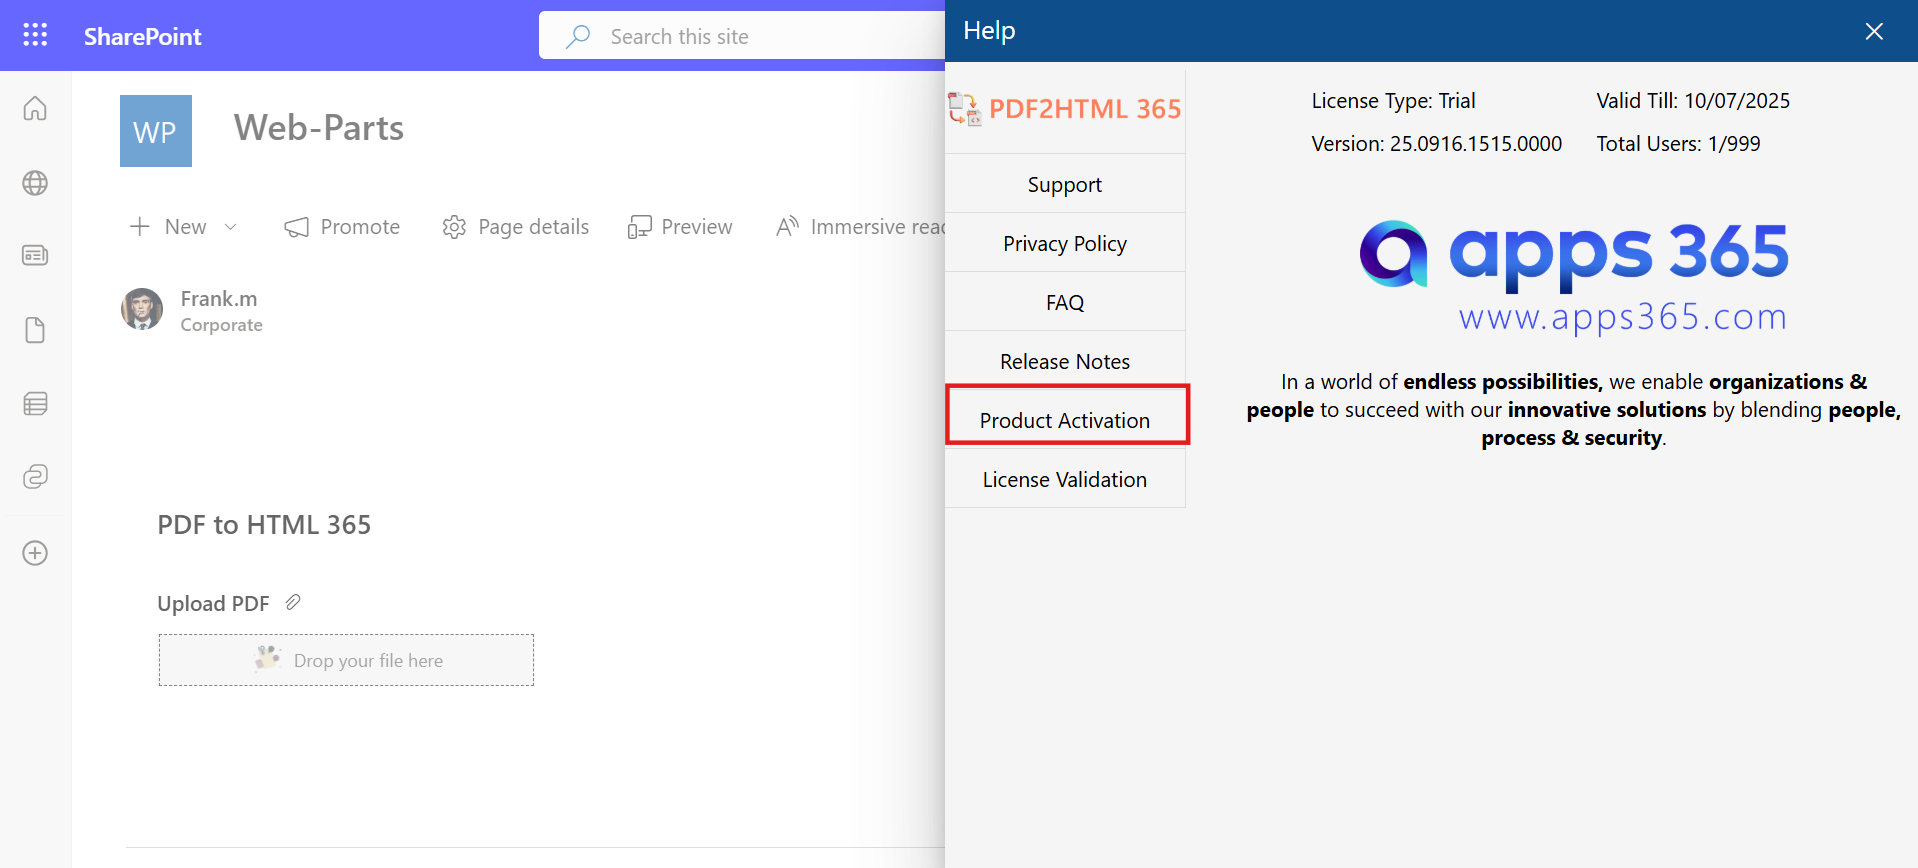 SharePoint
Search this site
WP
Web-Parts
New
Promote
Page details
Preview
Immersive
Frank.m
Corporate
PDF to HTML 365
Upload PDF
Drop your file here
Help
PDF2HTML 365
Support
Privacy Policy
FAQ
Release Notes
Product Activation
License Validation
License Type: Trial
Valid Till: 10/07/2025
Version: 25.0916.1515.0000
Total Users: 1/999
apps 365
www.apps365.com
In a world of endless possibilities, we enable organizations &
people to succeed with our innovative solutions by blending people,
process & security.